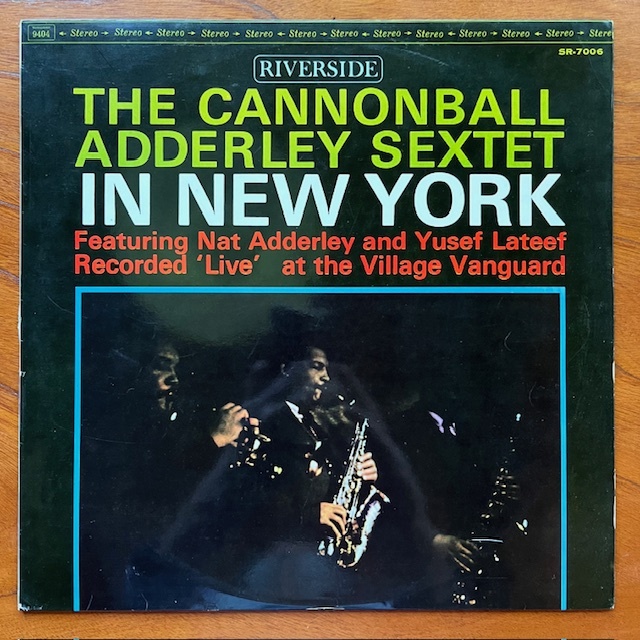 9404 ← Stereo → Stereo ← Stereo → Stereo → Stereo → Stereo → Stereo → Stereo → Stereo → Stereo ← Stereo → Stereo → Stereo → Stereo
SR-7006
RIVERSIDE
THE CANNONBALL
ADDERLEY SEXTET
IN NEW YORK
Featuring Nat Adderley and Yusef Lateef
Recorded 'Live' at the Village Vanguard